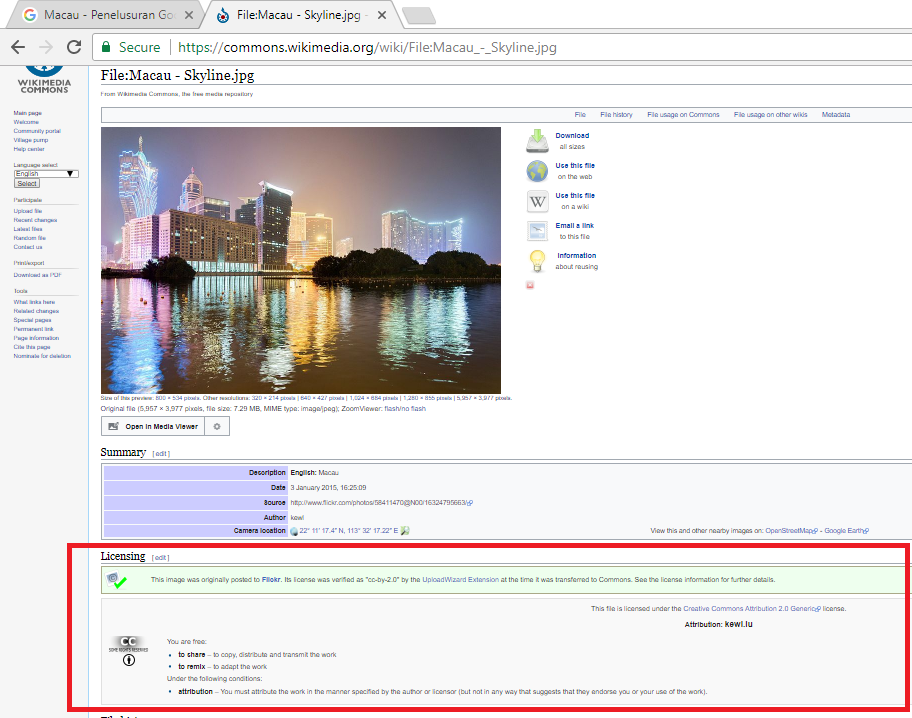 Macau - Penelusuran Go
File:Macau - Skyline.jpg -
Secure
https://commons.wikimedia.org/wiki/File:Macau_-_Skyline.jpg
WIKIMEDIA
COMMONS
Main page
Welcome
Community portal
Village pump
Help center
Language select
English
Select
Participate
Upload file
Recent changes
Latest files
Random file
Contact us
Print/export
Download as PDF
Tools
What links here
Related changes
Special pages
Permanent link
Page information
Cite this page
Nominate for deletion
File:Macau - Skyline.jpg
From Wikimedia Commons, the free media repository
File File history File usage on Commons File usage on other wikis Metadata
Download
all sizes
Use this file
on the web
W
Use this file
on a wiki
Email a link
to this file
Information
about reusing
Size of this preview: 800 × 534 pixels. Other resolutions: 320 × 214 pixels | 640 × 427 pixels | 1,024 × 684 pixels | 1,280 × 855 pixels | 5,957 × 3,977 pixels.
Original file (5,957 × 3,977 pixels, file size: 7.29 MB, MIME type: image/jpeg); ZoomViewer: flash/no flash
Open in Media Viewer
Summary [edit]
Description English: Macau
Date 3 January 2015, 16:25:09
Source http://www.flickr.com/photos/58411470@N00/16324795663/
Author kewl
Camera location 22° 11′ 17.4″ N, 113° 32′ 17.22″ E View this and other nearby images on: OpenStreetMap - Google Earth
Licensing [edit]
This image was originally posted to Flickr. Its license was verified as "cc-by-2.0" by the UploadWizard Extension at the time it was transferred to Commons. See the license information for further details.
This file is licensed under the Creative Commons Attribution 2.0 Generic license.
Attribution: kewl.lu
CC
SOME RIGHTS RESERVED
You are free:
• to share – to copy, distribute and transmit the work
• to remix – to adapt the work
Under the following conditions:
• attribution – You must attribute the work in the manner specified by the author or licensor (but not in any way that suggests that they endorse you or your use of the work).